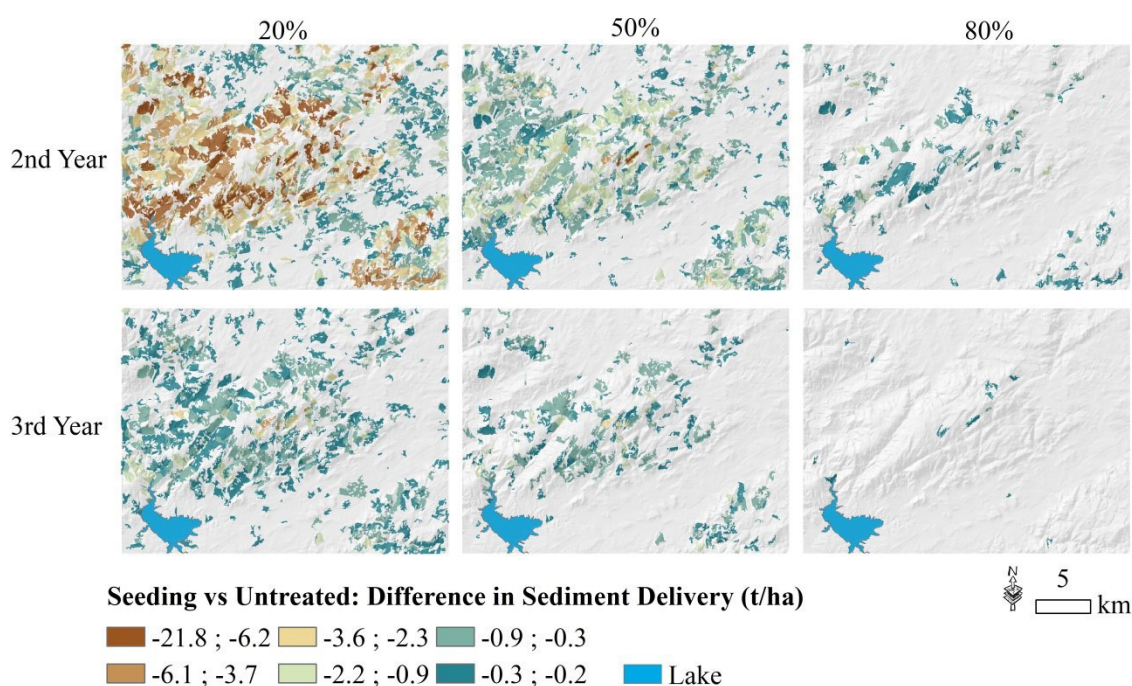 20%
50%
80%
2nd Year
3rd Year
Seeding vs Untreated: Difference in Sediment Delivery (t/ha)
N
5
km
-21.8 ; -6.2
-3.6 ; -2.3
-0.9 ; -0.3
-6.1 ; -3.7
-2.2 ; -0.9
-0.3 ; -0.2
Lake